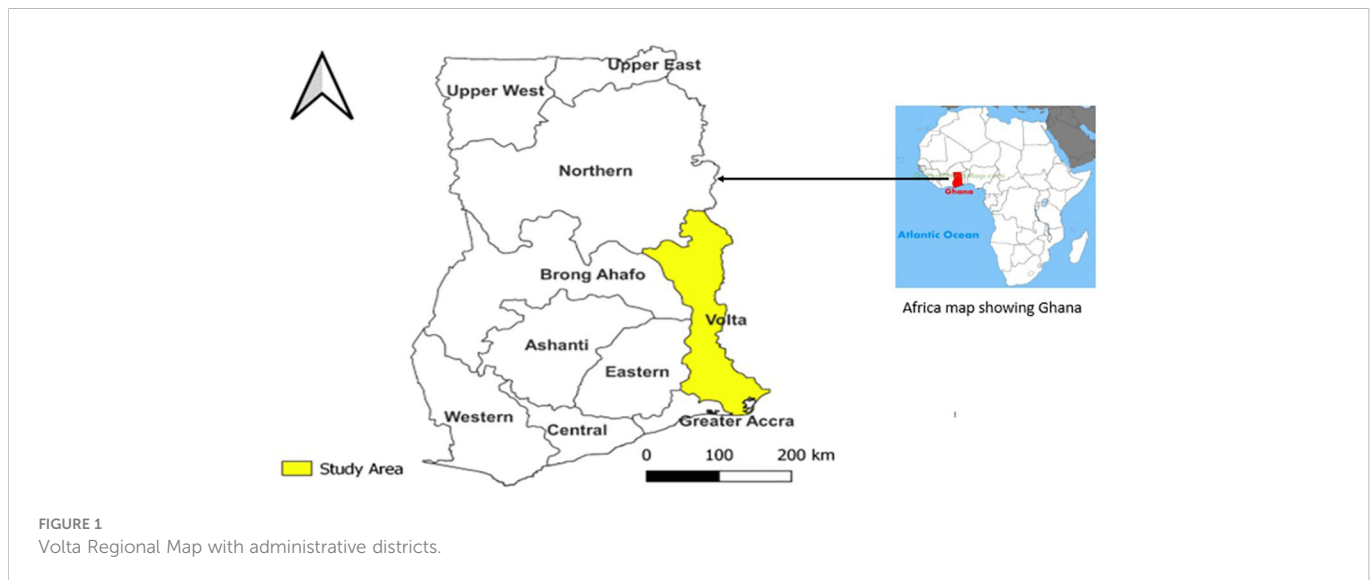 Upper East
Upper West
Northern
Ghana
Atlantic Ocean
Brong Ahafo
Africa map showing Ghana
Volta
Ashanti
Eastern
Western
Greater Accra
Central
0 100 200 km
Study Area
FIGURE 1
Volta Regional Map with administrative districts.